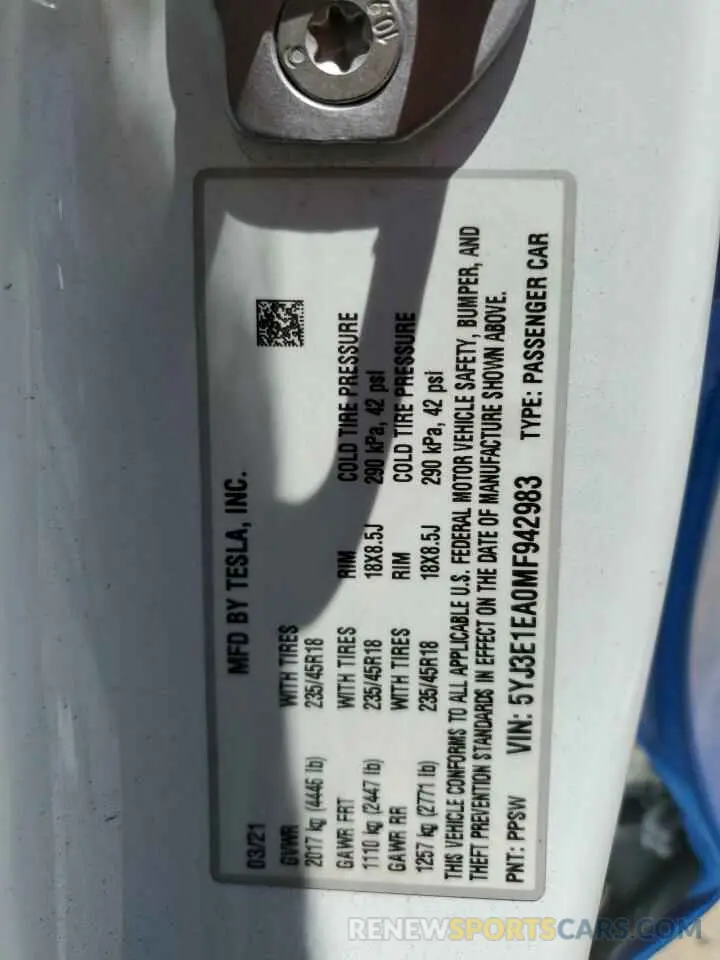 105
MFD BY TESLA, INC.
03/21
GVWR WITH TIRES
2017 kg (4446 lb) 235/45R18
GAWR FRT WITH TIRES RIM COLD TIRE PRESSURE
1110 kg (2447 lb) 235/45R18 18X8.5J 290 kPa, 42 psi
GAWR RR WITH TIRES RIM COLD TIRE PRESSURE
1257 kg (2771 lb) 235/45R18 18X8.5J 290 kPa, 42 psi
THIS VEHICLE CONFORMS TO ALL APPLICABLE U.S. FEDERAL MOTOR VEHICLE SAFETY, BUMPER, AND
THEFT PREVENTION STANDARDS IN EFFECT ON THE DATE OF MANUFACTURE SHOWN ABOVE.
PNT: PPSW VIN: 5YJ3E1EA0MF942983 TYPE: PASSENGER CAR
RENEWSPORTSCARS.COM